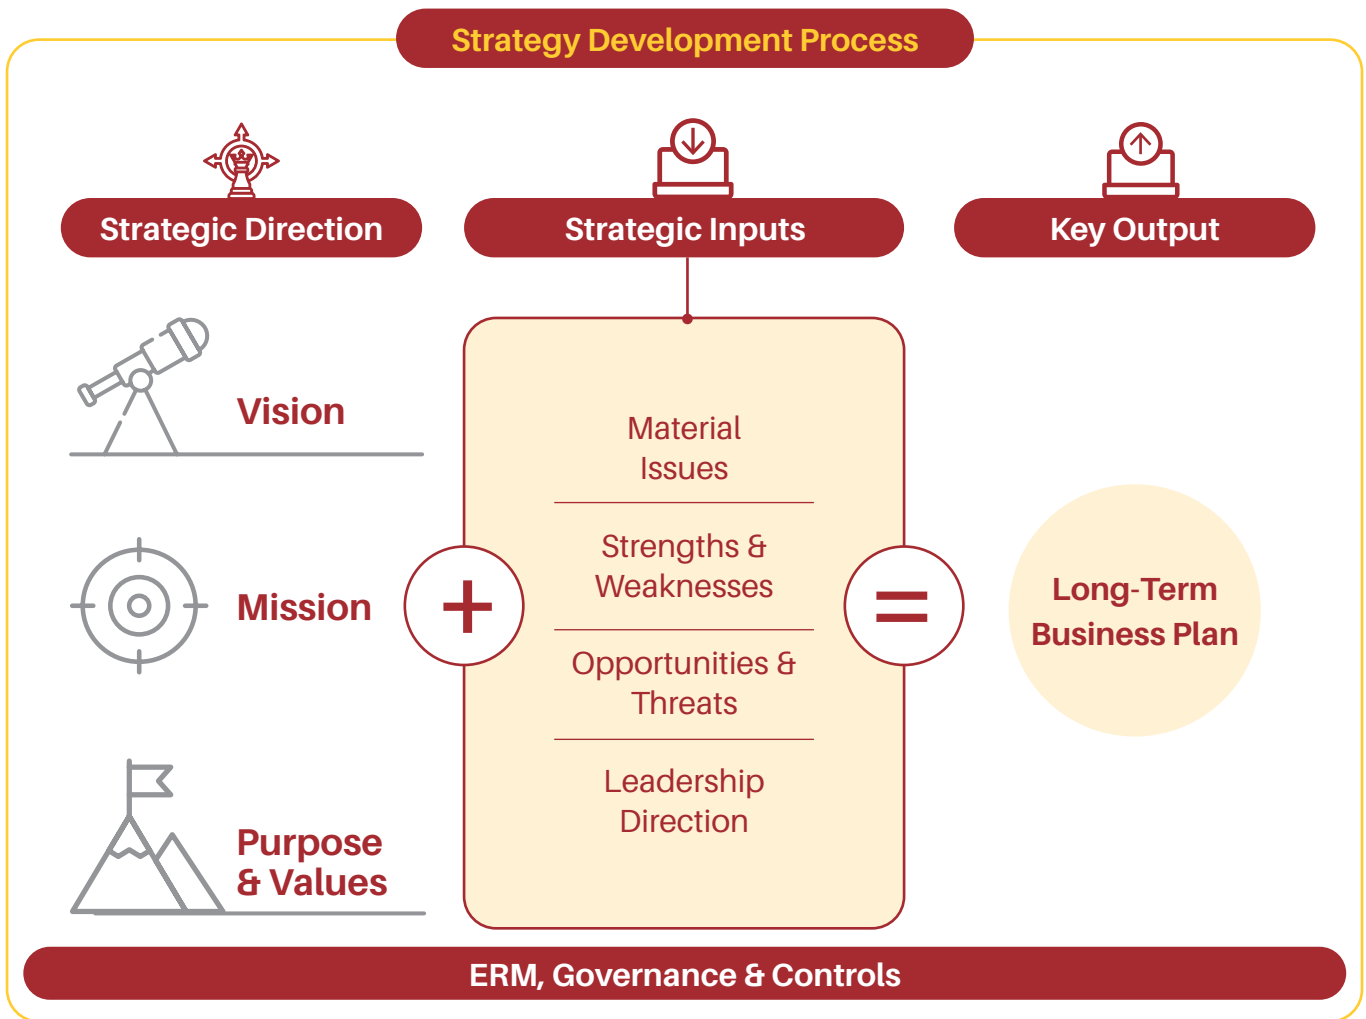 Strategy Development Process
Strategic Direction
Strategic Inputs
Key Output
Vision
Mission
Purpose
& Values
+
Material
Issues
Strengths &
Weaknesses
Opportunities &
Threats
Leadership
Direction
=
Long-Term
Business Plan
ERM, Governance & Controls